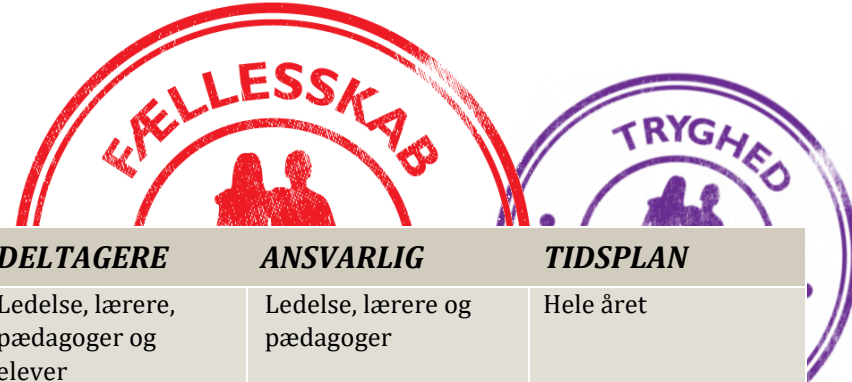 FÆLLESSKAB
TRYGHED
DELTAGERE ANSVARLIG TIDSPLAN
Ledelse, lærere, Ledelse, lærere og Hele året
pædagoger og pædagoger
elever